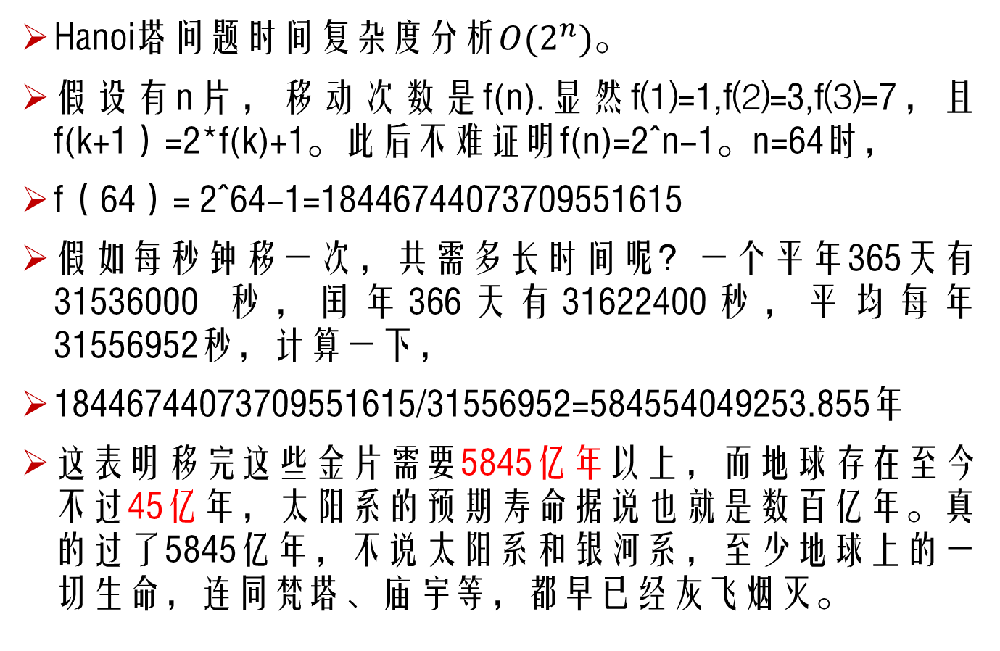 ➢Hanoi塔问题时间复杂度分析O(2ⁿ)。
➢假设有n片，移动次数是f(n).显然f⑴=1,f⑵=3,f⑶=7，且
f(k+1）=2*f(k)+1。此后不难证明f(n)=2^n-1。n=64时，
➢f（64）= 2^64-1=18446744073709551615
➢假如每秒钟移一次，共需多长时间呢？一个平年365天有
31536000 秒，闰年366天有31622400秒，平均每年
31556952秒，计算一下，
➢18446744073709551615/31556952=584554049253.855年
➢这表明移完这些金片需要5845亿年以上，而地球存在至今
不过45亿年，太阳系的预期寿命据说也就是数百亿年。真
的过了5845亿年，不说太阳系和银河系，至少地球上的一
切生命，连同梵塔、庙宇等，都早已经灰飞烟灭。